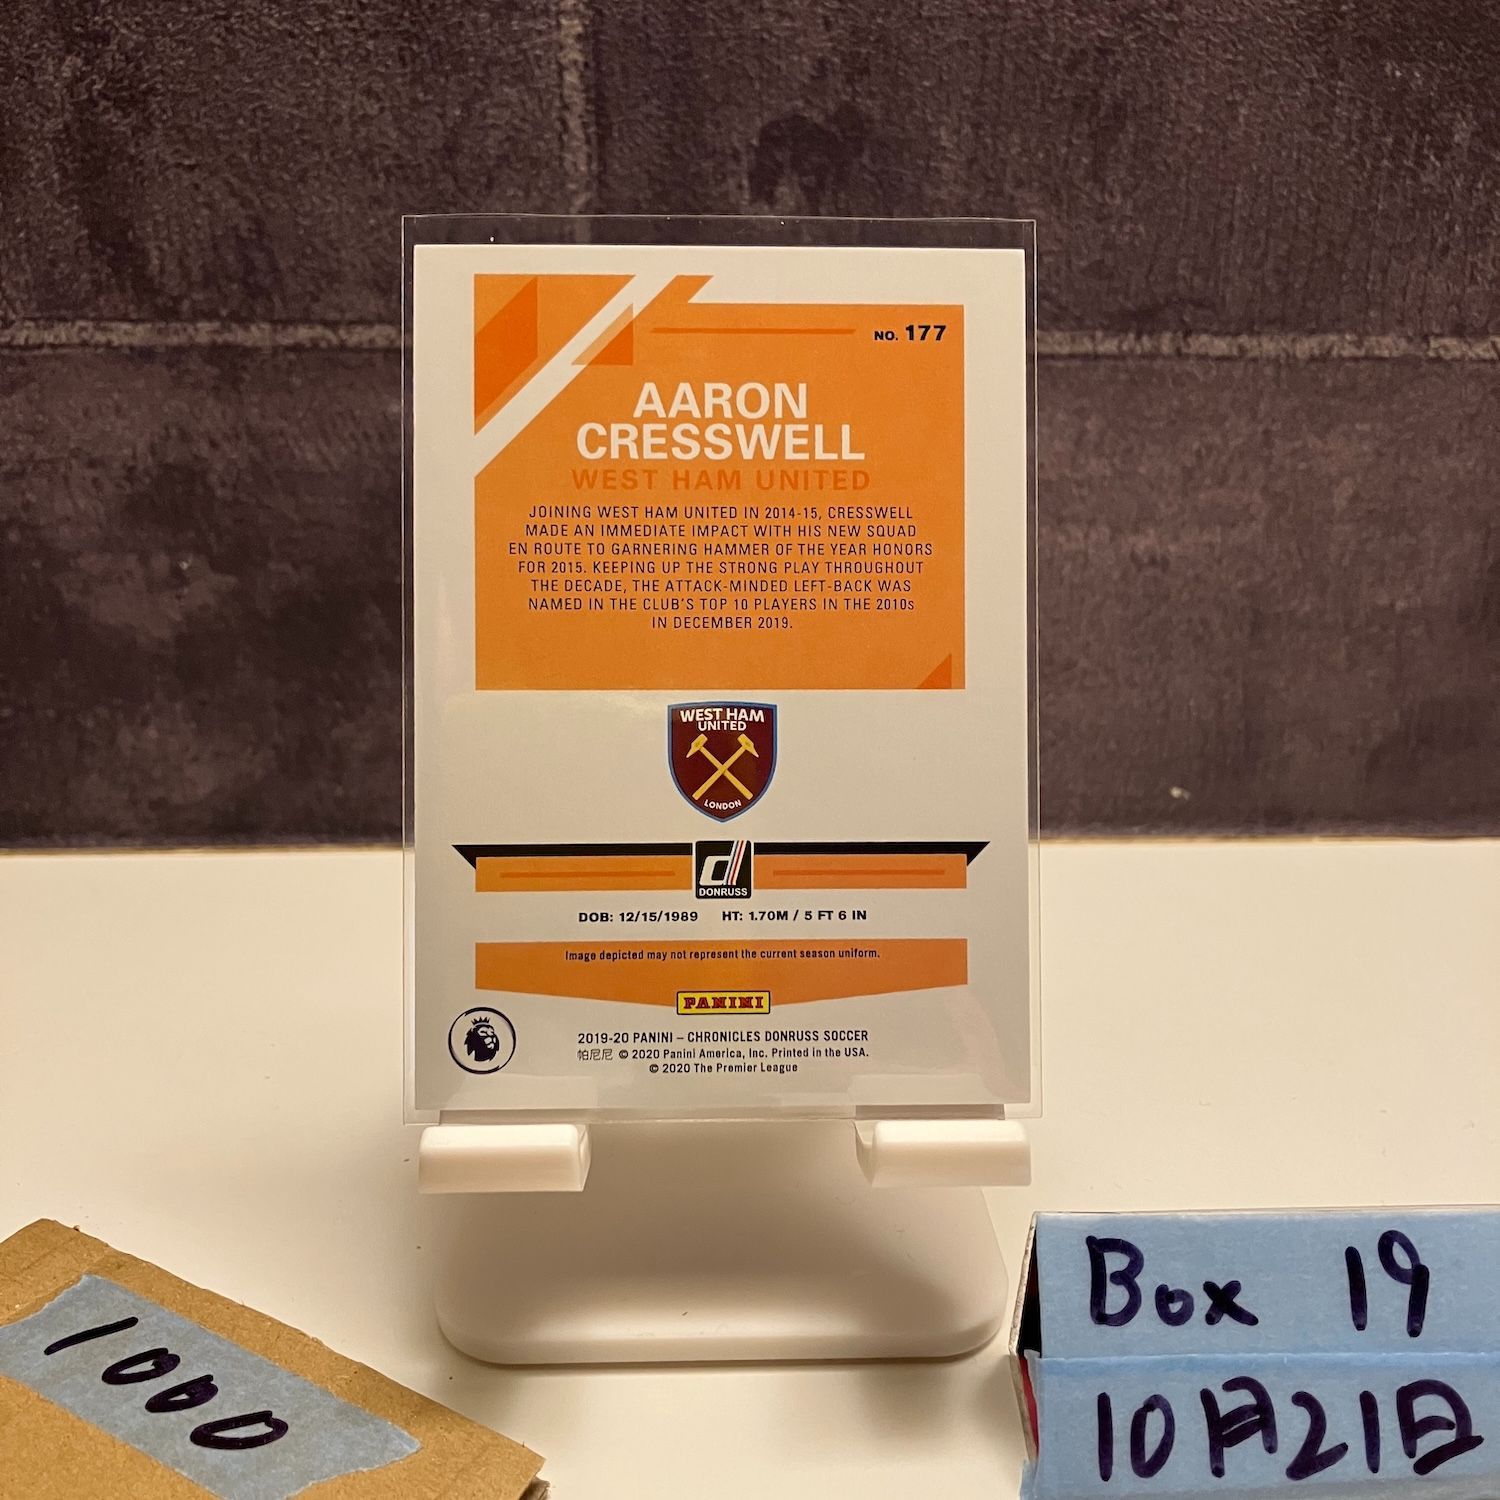 NO. 177
AARON
CRESSWELL
WEST HAM UNITED
JOINING WEST HAM UNITED IN 2014-15, CRESSWELL
MADE AN IMMEDIATE IMPACT WITH HIS NEW SQUAD
EN ROUTE TO GARNERING HAMMER OF THE YEAR HONORS
FOR 2015. KEEPING UP THE STRONG PLAY THROUGHOUT
THE DECADE, THE ATTACK-MINDED LEFT-BACK WAS
NAMED IN THE CLUB'S TOP 10 PLAYERS IN THE 2010s
IN DECEMBER 2019.
WEST HAM
UNITED
LONDON
DONRUSS
DOB: 12/15/1989 HT: 1.70M / 5 FT 6 IN
Image depicted may not represent the current season uniform.
PANINI
2019-20 PANINI – CHRONICLES DONRUSS SOCCER
帕尼尼 © 2020 Panini America, Inc. Printed in the USA.
© 2020 The Premier League
1000
Box 19
10月21日